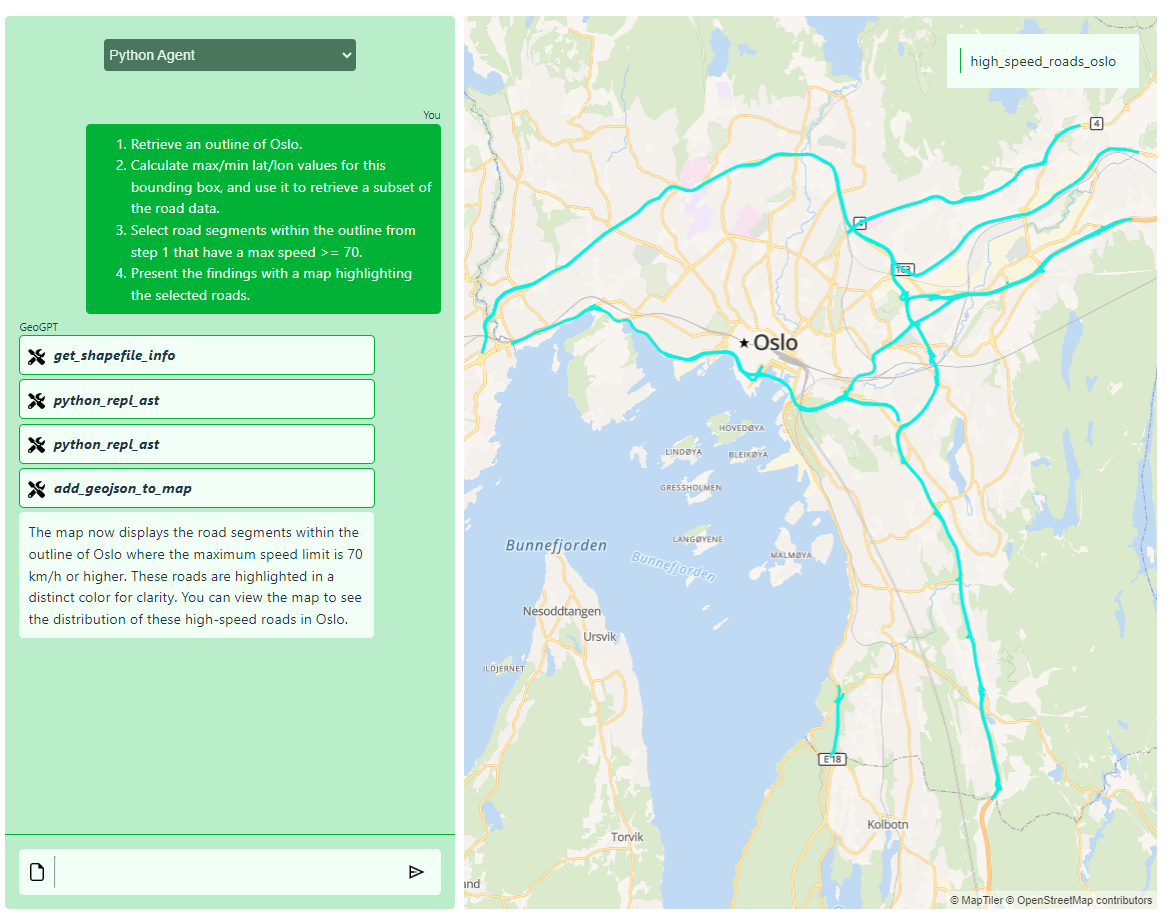 Python Agent
You
1. Retrieve an outline of Oslo.
2. Calculate max/min lat/lon values for this
bounding box, and use it to retrieve a subset of
the road data.
3. Select road segments within the outline from
step 1 that have a max speed >= 70.
4. Present the findings with a map highlighting
the selected roads.
GeoGPT
get_shapefile_info
python_repl_ast
python_repl_ast
add_geojson_to_map
The map now displays the road segments within the
outline of Oslo where the maximum speed limit is 70
km/h or higher. These roads are highlighted in a
distinct color for clarity. You can view the map to see
the distribution of these high-speed roads in Oslo.
high_speed_roads_oslo
4
Oslo
HOVEDØYA
LINDØYA
BLEIKØYA
GRESSHOLMEN
LANGØYENE
MALMØYA
Bunnefjorden
Bunnefjorden
Nesoddtangen
Ursvik
ILDJERNET
E 18
Kolbotn
Torvik
and
© MapTiler © OpenStreetMap contributors